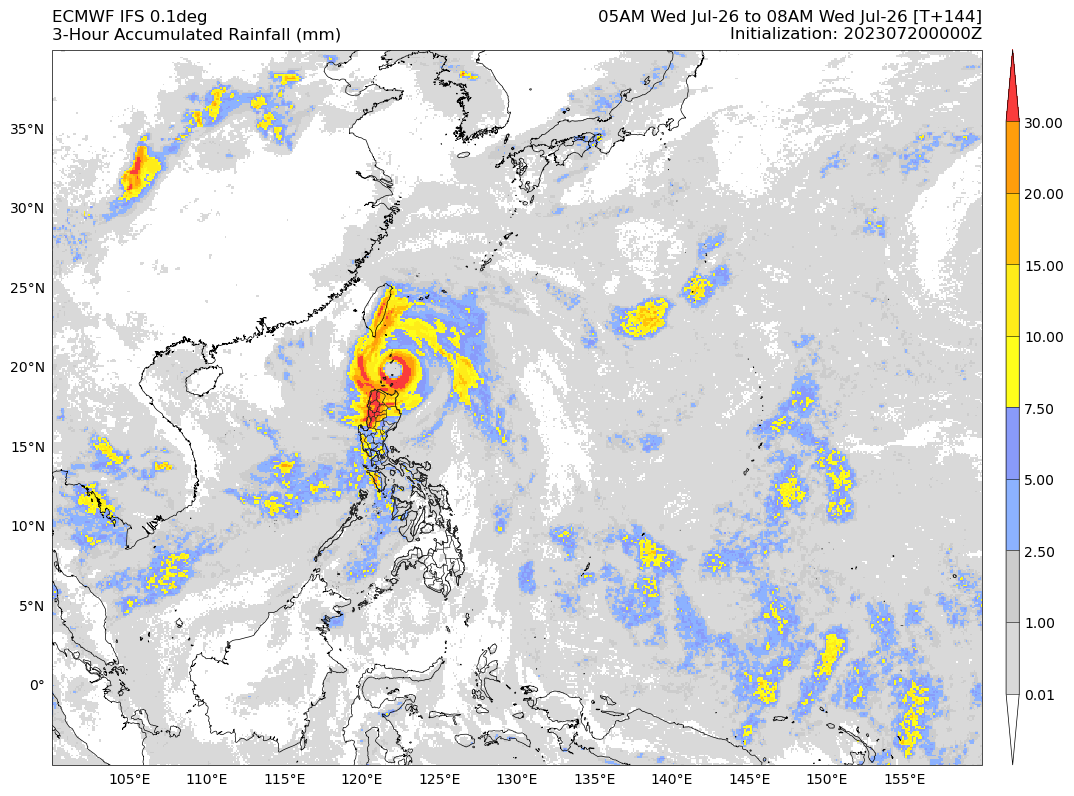 ECMWF IFS 0.1deg
05AM Wed Jul-26 to 08AM Wed Jul-26 [T+144]
3-Hour Accumulated Rainfall (mm)
Initialization: 202307200000Z
35°N
30°N
25°N
20°N
15°N
10°N
5°N
0°
105°E
110°E
115°E
120°E
125°E
130°E
135°E
140°E
145°E
150°E
155°E
30.00
20.00
15.00
10.00
7.50
5.00
2.50
1.00
0.01